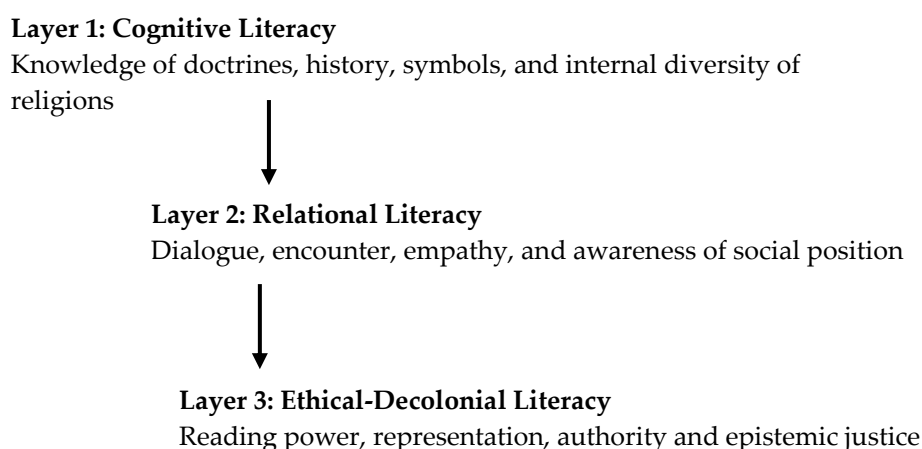 Layer 1: Cognitive Literacy
Knowledge of doctrines, history, symbols, and internal diversity of
religions
Layer 2: Relational Literacy
Dialogue, encounter, empathy, and awareness of social position
Layer 3: Ethical-Decolonial Literacy
Reading power, representation, authority and epistemic justice